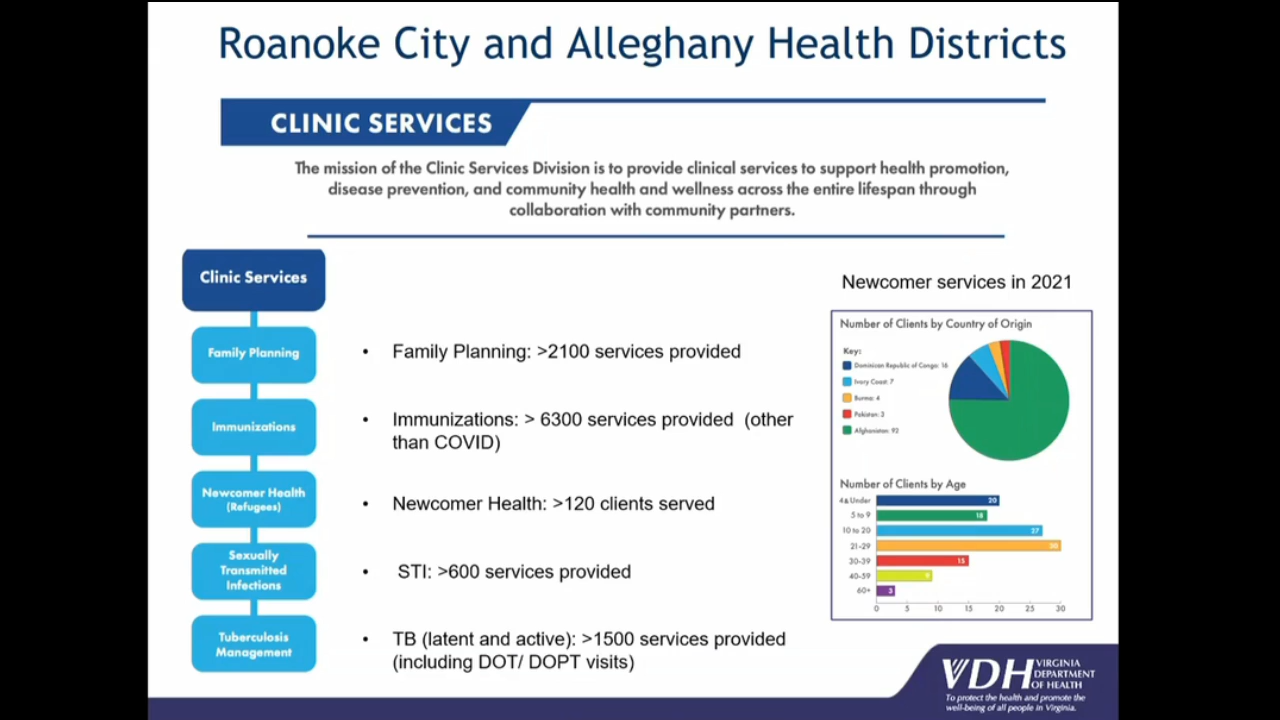 Roanoke City and Alleghany Health Districts
CLINIC SERVICES
The mission of the Clinic Services Division is to provide clinical services to support health promotion,
disease prevention, and community health and wellness across the entire lifespan through
collaboration with community partners.
Clinic Services
Family Planning
Immunizations
Newcomer Health
(Refugees)
Sexually
Transmitted
Infections
Tuberculosis
Management
• Family Planning: >2100 services provided
• Immunizations: > 6300 services provided (other
than COVID)
• Newcomer Health: >120 clients served
• STI: >600 services provided
• TB (latent and active): >1500 services provided
(including DOT/ DOPT visits)
Newcomer services in 2021
Number of Clients by Country of Origin
Key:
Dominican Republic of Congo: 16
Ivory Coast: 7
Burma: 4
Pakistan: 3
Afghanistan: 92
Number of Clients by Age
4&Under 20
5 to 9 18
10 to 20 27
21-29 30
30-39 15
40-59 9
60+ 3
0 5 10 15 20 25 30
VDH VIRGINIA
DEPARTMENT
OF HEALTH
To protect the health and promote the
well-being of all people in Virginia.